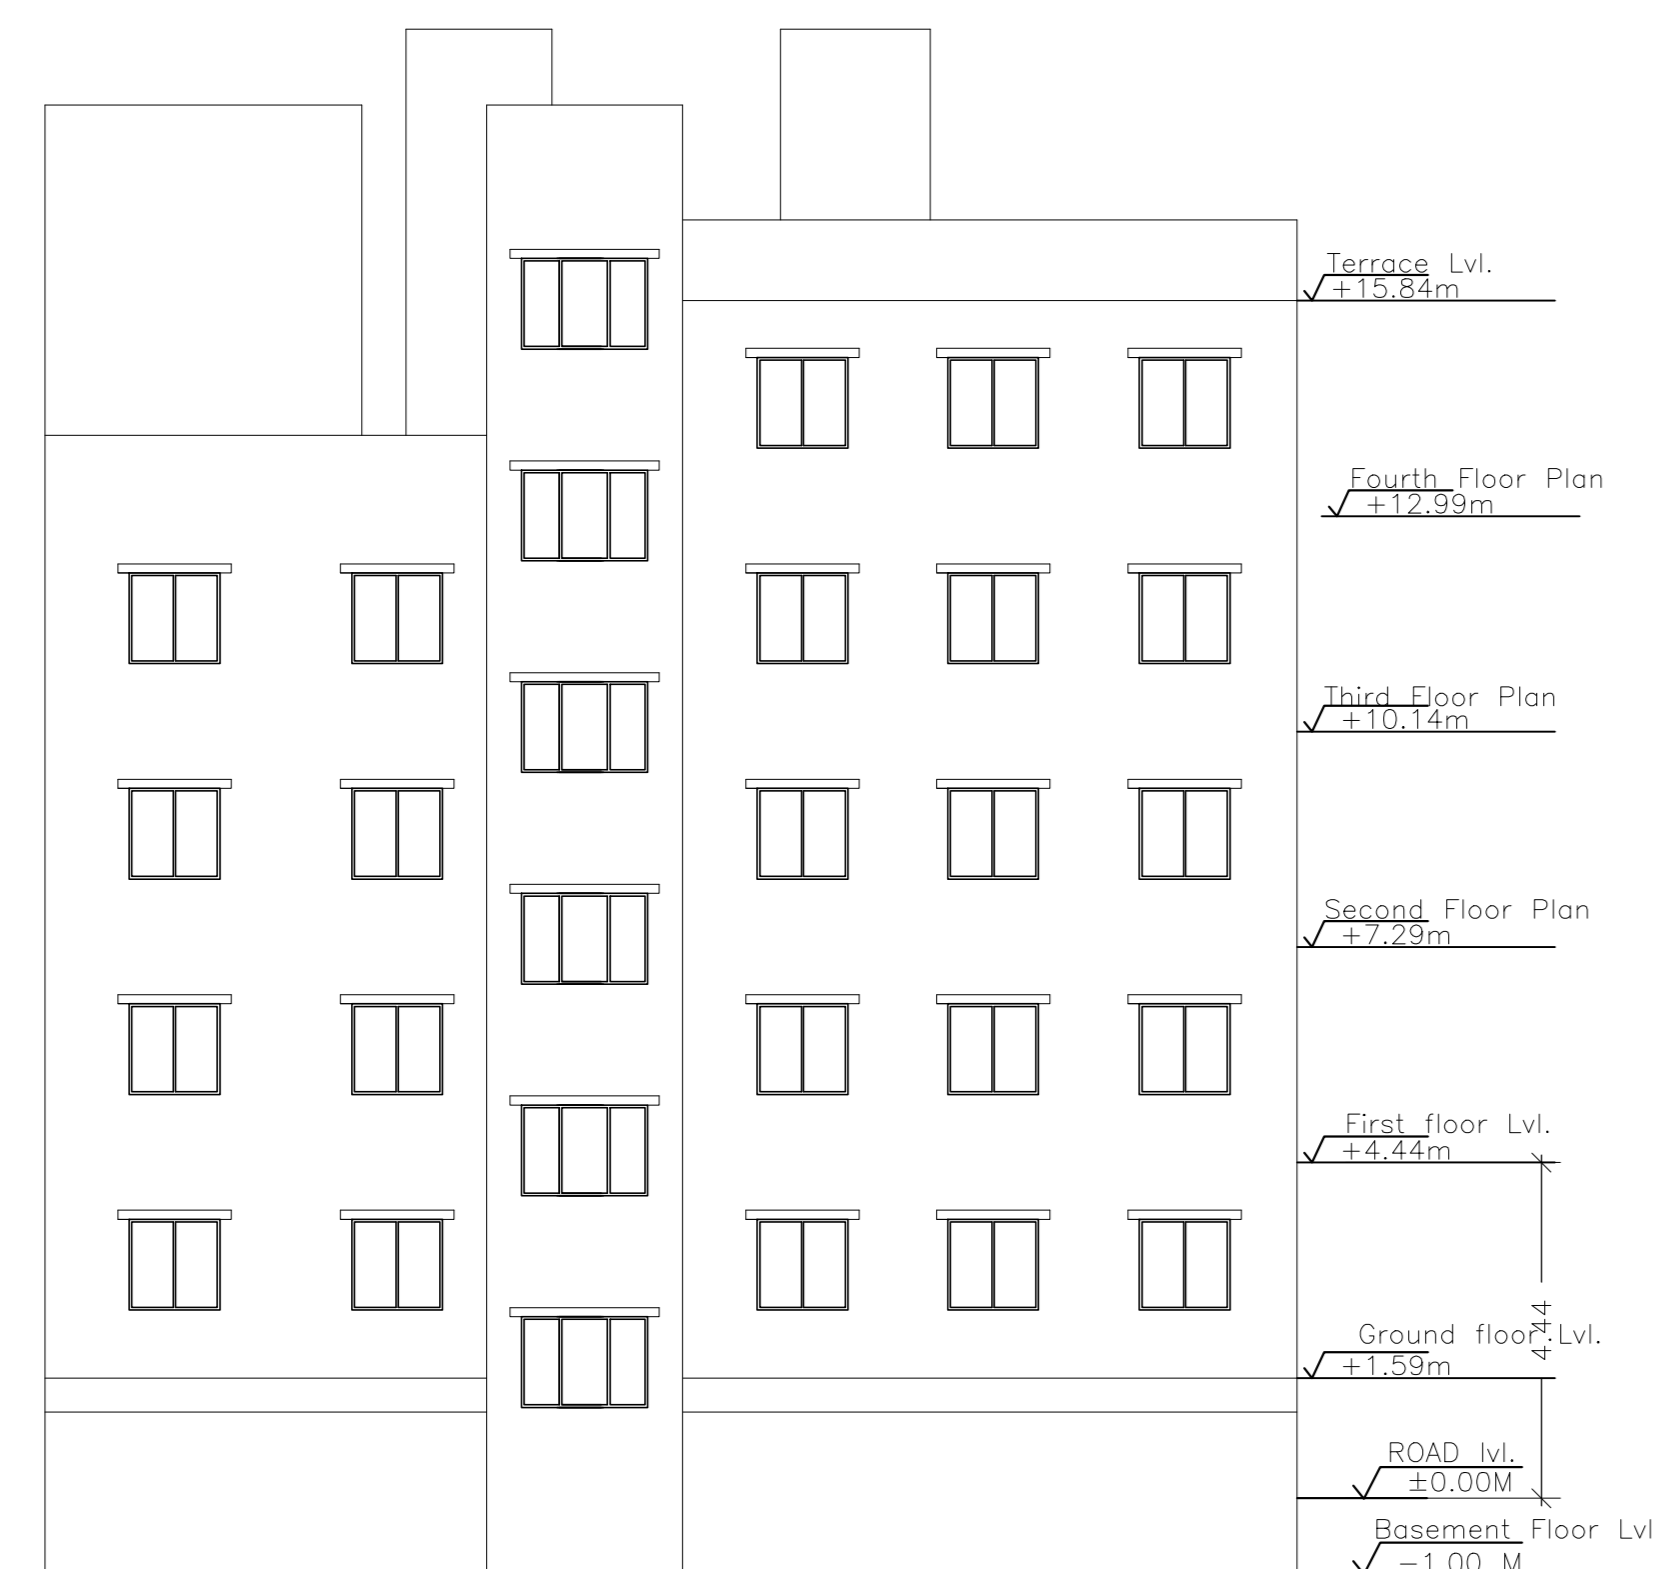 Terrace Lvl.
+15.84m
Fourth Floor Plan
+12.99m
Third Floor Plan
+10.14m
Second Floor Plan
+7.29m
First floor Lvl.
+4.44m
4.44
Ground floor Lvl.
+1.59m
ROAD lvl.
±0.00M
Basement Floor Lvl
-1.00 M